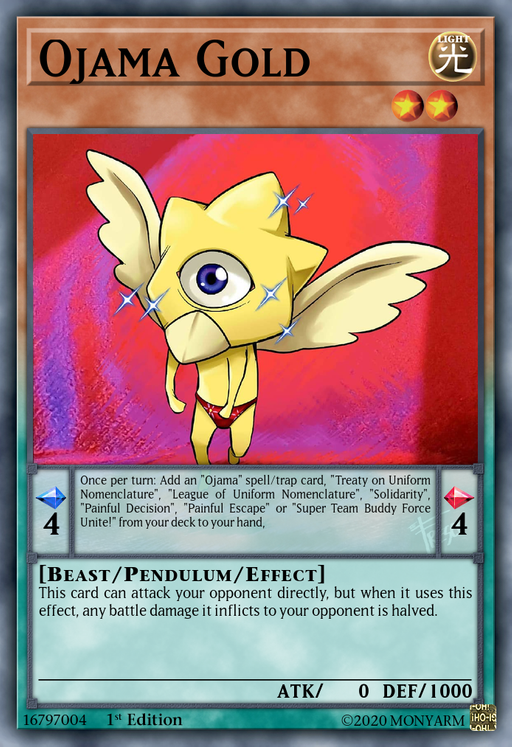 OJAMA GOLD
LIGHT
光
Once per turn: Add an "Ojama" spell/trap card, "Treaty on Uniform
Nomenclature", "League of Uniform Nomenclature", "Solidarity",
"Painful Decision", "Painful Escape" or "Super Team Buddy Force
Unite!" from your deck to your hand,
4
4
[BEAST/PENDULUM/EFFECT]
This card can attack your opponent directly, but when it uses this
effect, any battle damage it inflicts to your opponent is halved.
ATK/ 0 DEF/1000
16797004 1st Edition ©2020 MONYARM